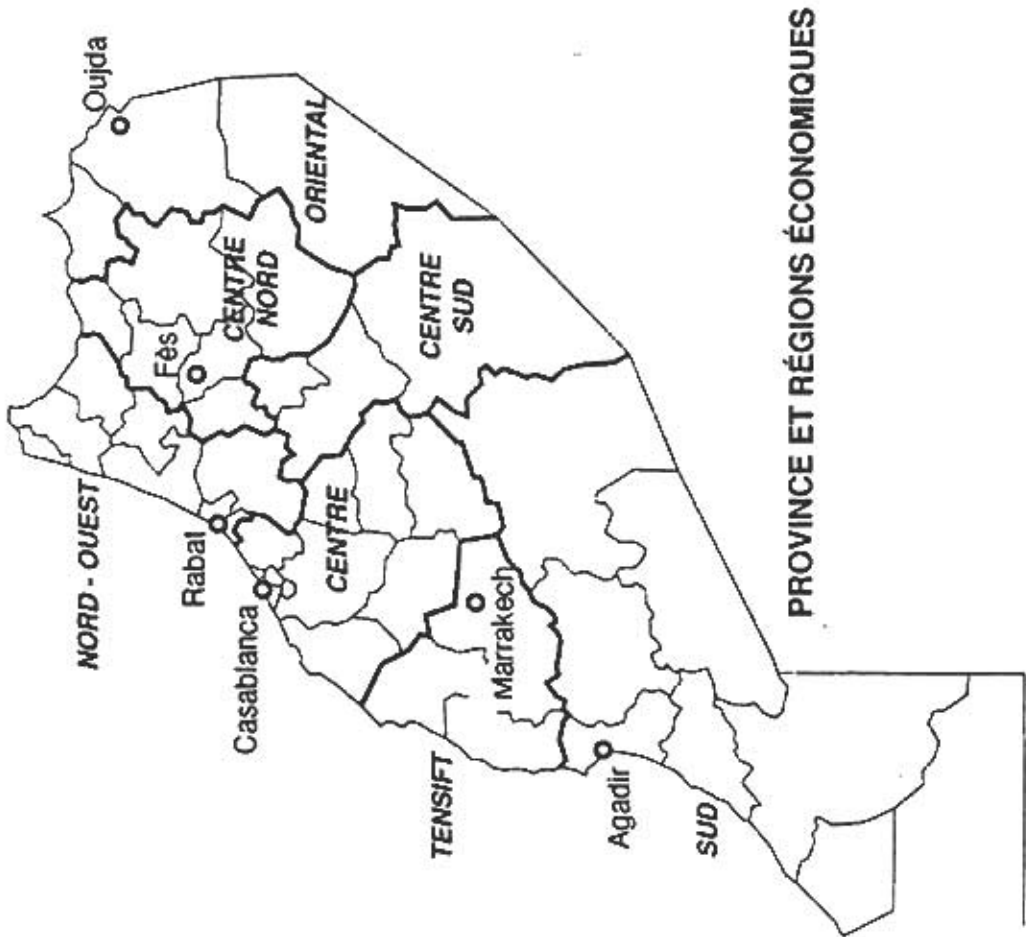 NORD - OUEST
Rabat
Casablanca
Oujda
Fès
CENTRE
NORD
ORIENTAL
CENTRE
SUD
CENTRE
Marrakech
TENSIFT
Agadir
SUD
PROVINCE ET RÉGIONS ÉCONOMIQUES